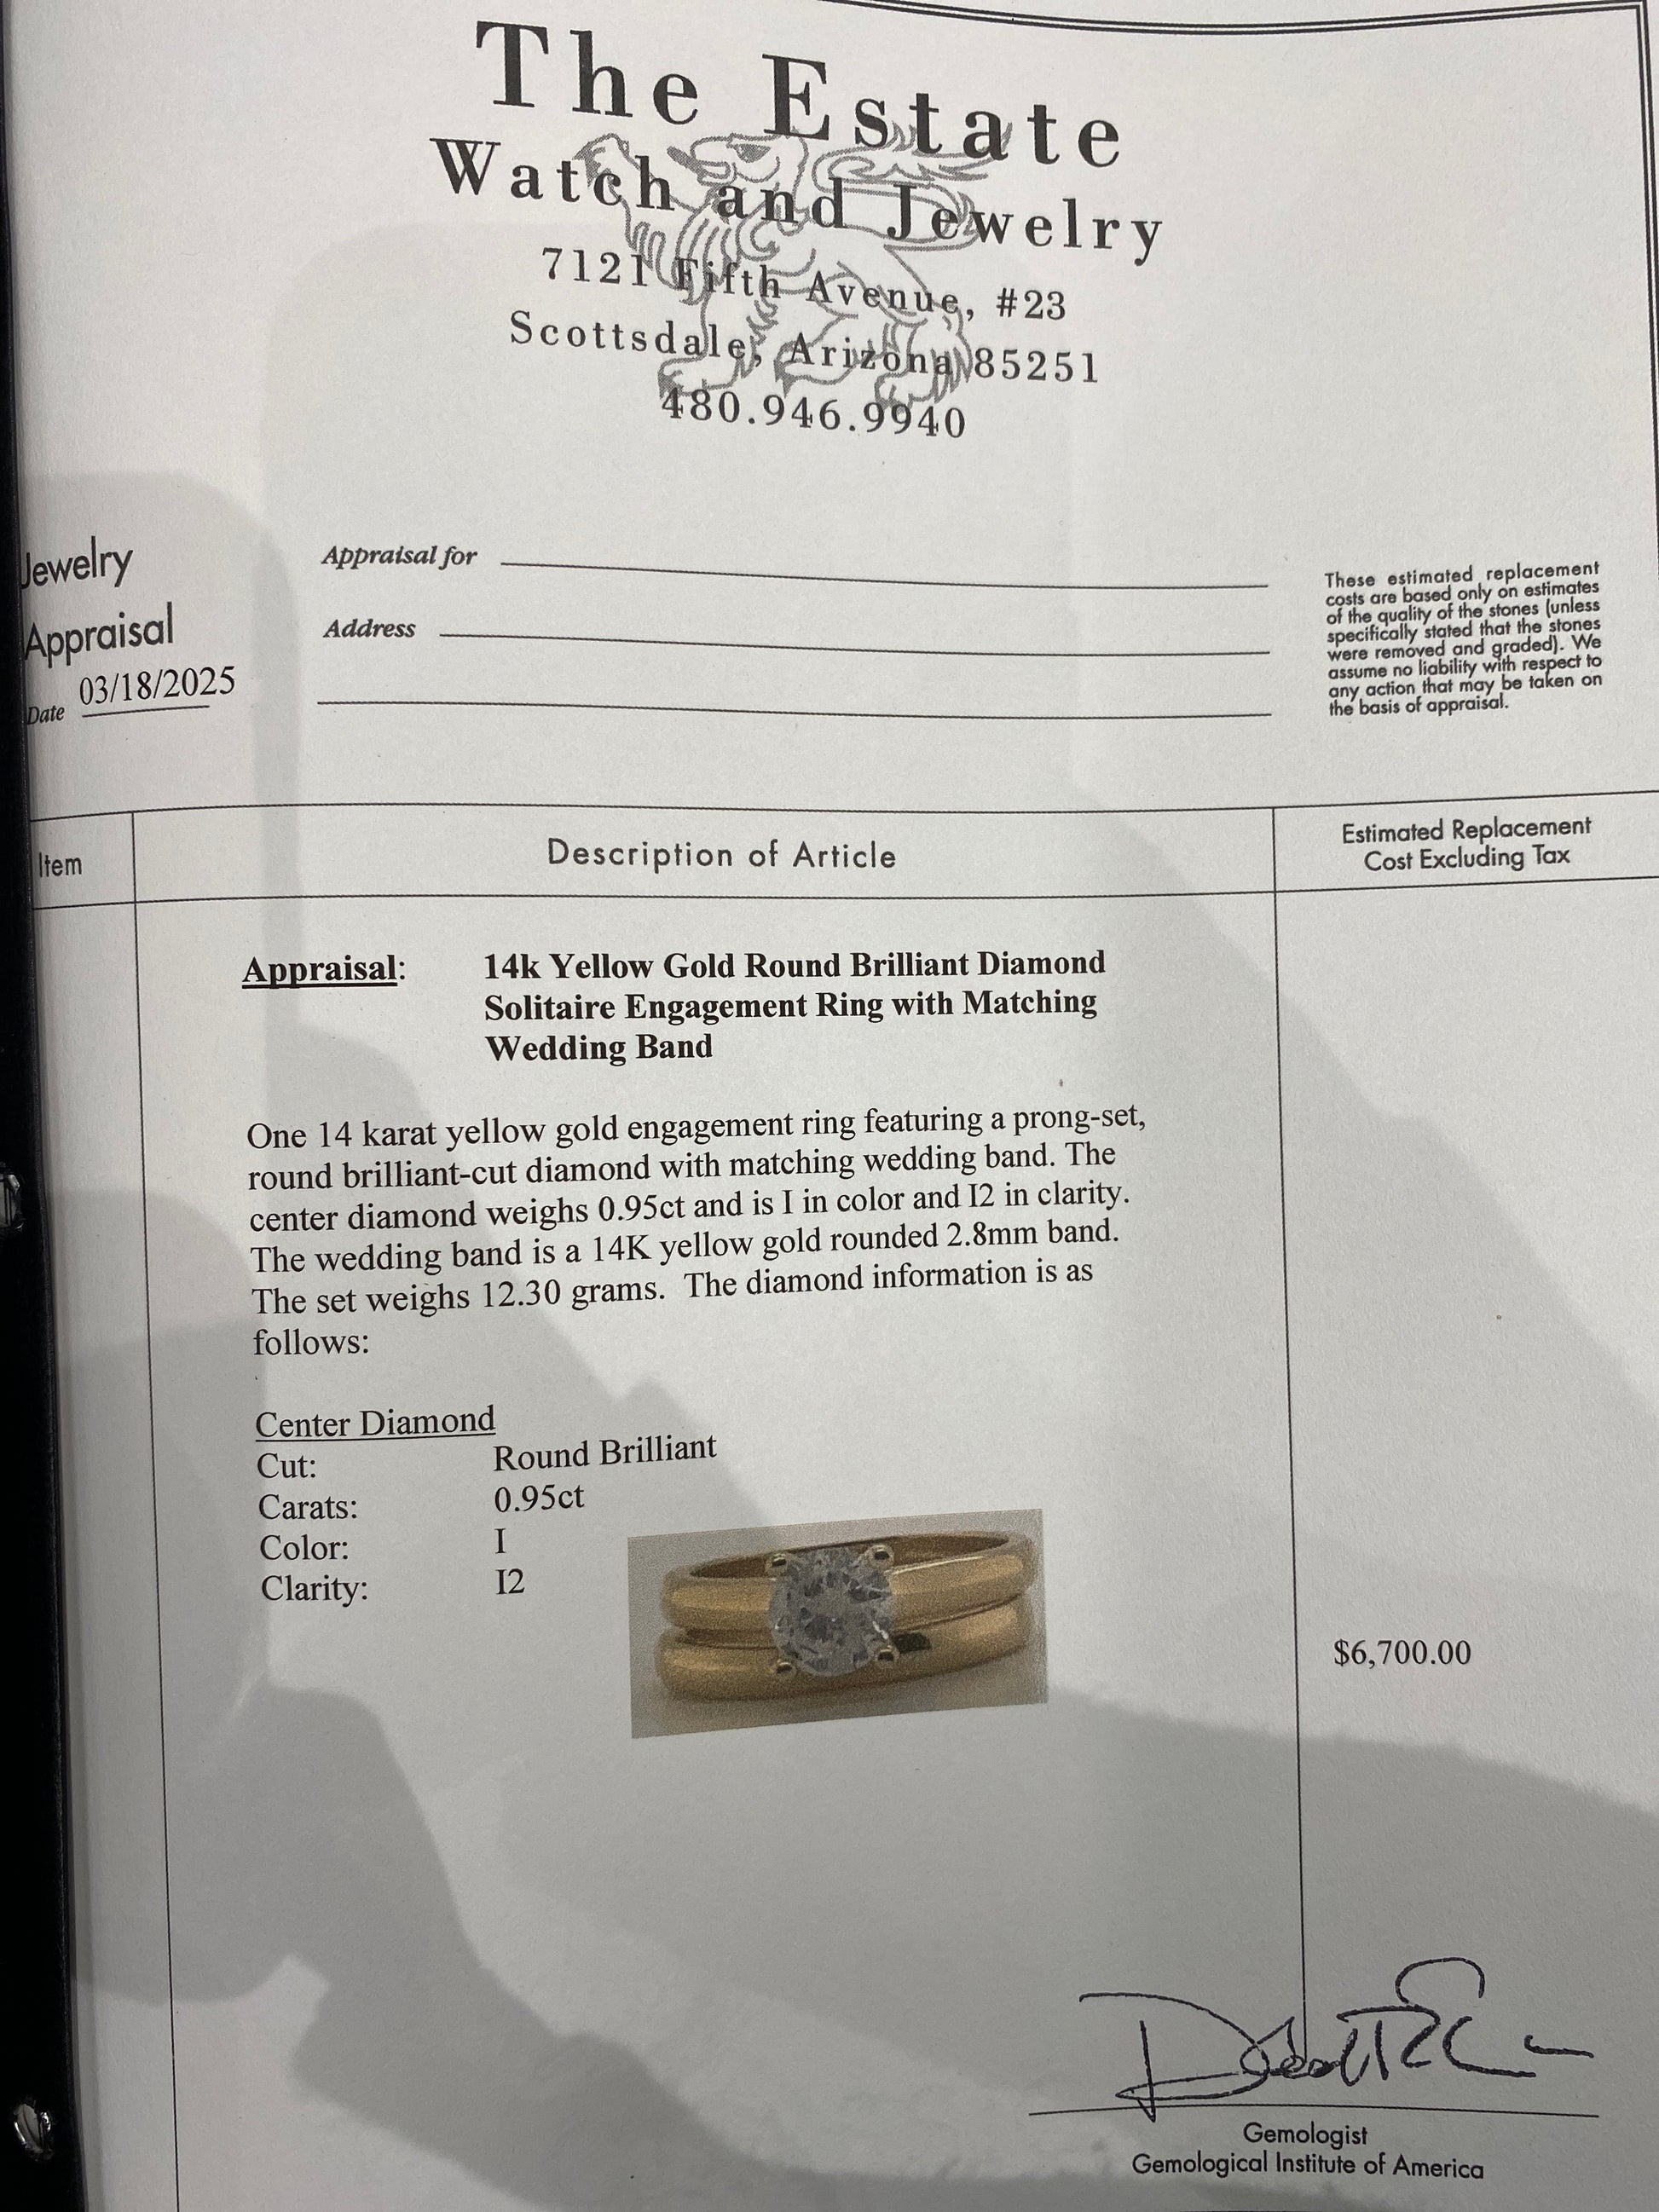 The Estate
Watch and Jewelry
7121 Fifth Avenue, #23
Scottsdale, Arizona 85251
480.946.9940
Jewelry
Appraisal
Date 03/18/2025
Appraisal for
Address
These estimated replacement
costs are based only on estimates
of the quality of the stones (unless
specifically stated that the stones
were removed and graded). We
assume no liability with respect to
any action that may be taken on
the basis of appraisal.
Item
Description of Article
Estimated Replacement
Cost Excluding Tax
Appraisal: 14k Yellow Gold Round Brilliant Diamond
Solitaire Engagement Ring with Matching
Wedding Band
One 14 karat yellow gold engagement ring featuring a prong-set,
round brilliant-cut diamond with matching wedding band. The
center diamond weighs 0.95ct and is I in color and I2 in clarity.
The wedding band is a 14K yellow gold rounded 2.8mm band.
The set weighs 12.30 grams. The diamond information is as
follows:
Center Diamond
Cut: Round Brilliant
Carats: 0.95ct
Color: I
Clarity: I2
$6,700.00
Gemologist
Gemological Institute of America